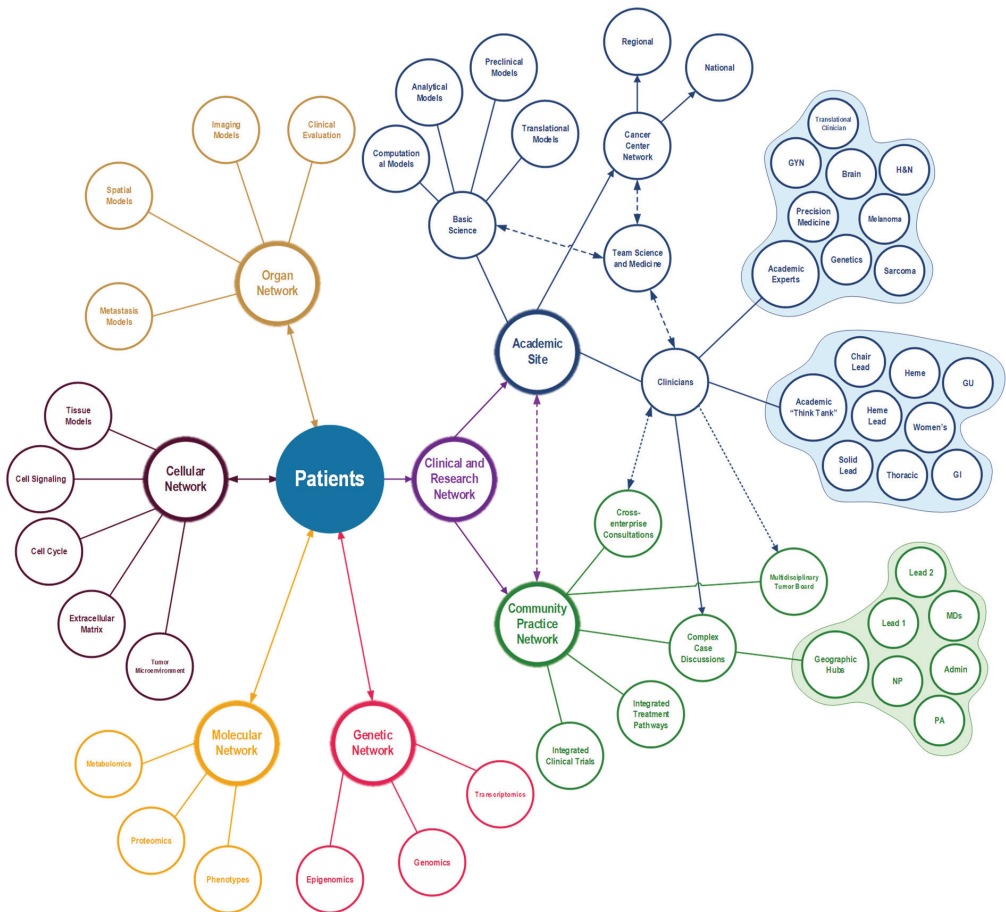 Regional
National
Preclinical
Models
Analytical
Models
Translational
Models
Computation
al Models
Cancer
Center
Network
Imaging
Models
Clinical
Evaluation
Spatial
Models
Metastasis
Models
Organ
Network
Basic
Science
Team Science
and Medicine
Translational
Clinician
GYN
Brain
H&N
Precision
Medicine
Melanoma
Academic
Experts
Genetics
Sarcoma
Academic
Site
Clinicians
Chair
Lead
Heme
GU
Academic
"Think Tank"
Heme
Lead
Women's
Solid
Lead
Thoracic
GI
Tissue
Models
Cell Signaling
Cell Cycle
Extracellular
Matrix
Tumor
Microenvironment
Cellular
Network
Patients
Clinical and
Research
Network
Cross-
enterprise
Consultations
Multidisciplinary
Tumor Board
Community
Practice
Network
Complex
Case
Discussions
Integrated
Treatment
Pathways
Integrated
Clinical Trials
Lead 2
Lead 1
MDs
Geographic
Hubs
NP
Admin
PA
Molecular
Network
Metabolomics
Proteomics
Phenotypes
Genetic
Network
Transcriptomics
Genomics
Epigenomics